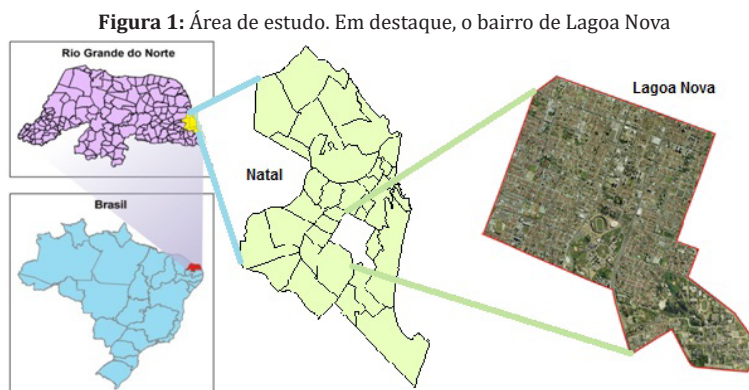 Figura 1: Área de estudo. Em destaque, o bairro de Lagoa Nova
Rio Grande do Norte
Lagoa Nova
Natal
Brasil